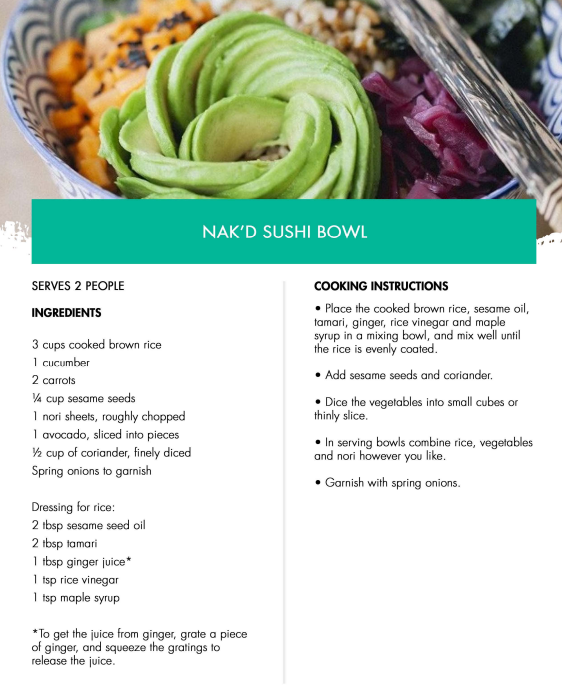 NAK'D SUSHI BOWL
SERVES 2 PEOPLE
INGREDIENTS
3 cups cooked brown rice
1 cucumber
2 carrots
¼ cup sesame seeds
1 nori sheets, roughly chopped
1 avocado, sliced into pieces
½ cup of coriander, finely diced
Spring onions to garnish
Dressing for rice:
2 tbsp sesame seed oil
2 tbsp tamari
1 tbsp ginger juice*
1 tsp rice vinegar
1 tsp maple syrup
*To get the juice from ginger, grate a piece
of ginger, and squeeze the gratings to
release the juice.
COOKING INSTRUCTIONS
• Place the cooked brown rice, sesame oil,
tamari, ginger, rice vinegar and maple
syrup in a mixing bowl, and mix well until
the rice is evenly coated.
• Add sesame seeds and coriander.
• Dice the vegetables into small cubes or
thinly slice.
• In serving bowls combine rice, vegetables
and nori however you like.
• Garnish with spring onions.